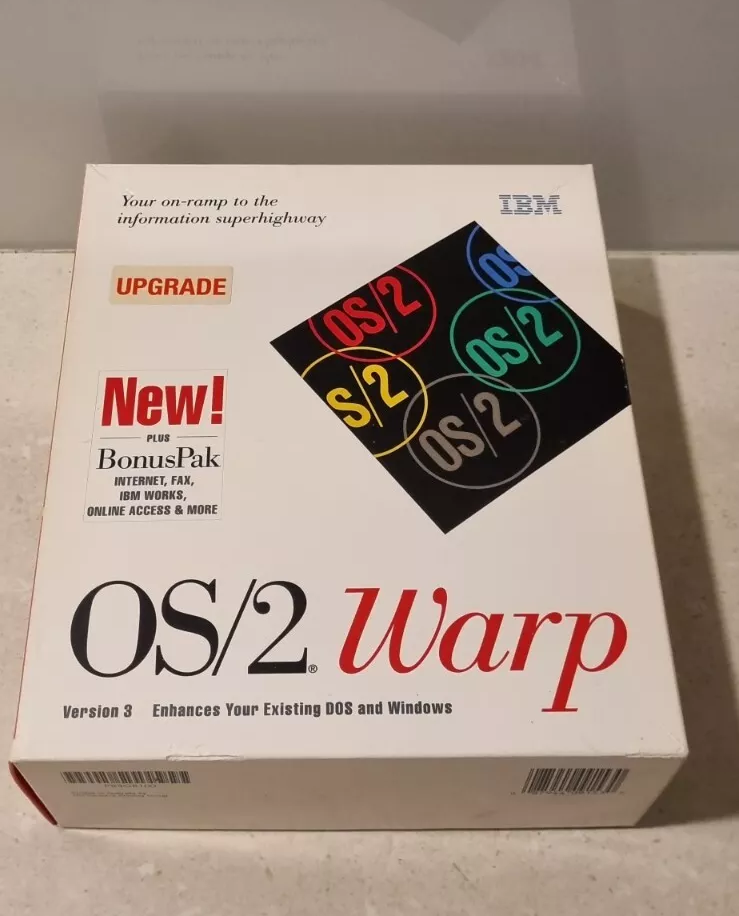 Your on-ramp to the
information superhighway
IBM
UPGRADE
OS
OS/2
OS/2
S/2
OS/2
New!
PLUS
BonusPak
INTERNET, FAX,
IBM WORKS,
ONLINE ACCESS & MORE
OS/2® Warp
Version 3 Enhances Your Existing DOS and Windows